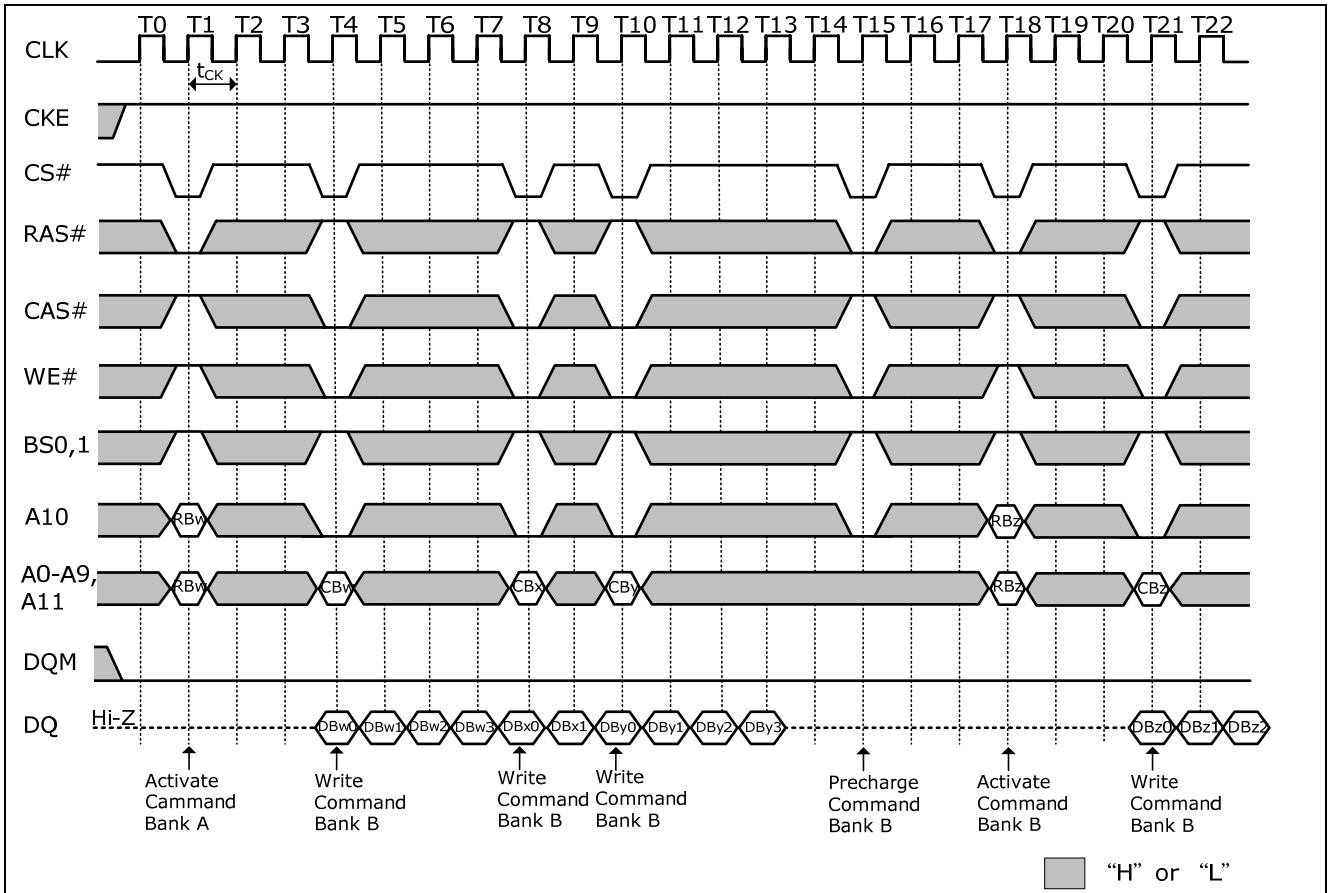 T0 T1 T2 T3 T4 T5 T6 T7 T8 T9 T10 T11 T12 T13 T14 T15 T16 T17 T18 T19 T20 T21 T22
CLK
tCK
CKE
CS#
RAS#
CAS#
WE#
BS0,1
A10
RBw RBz
A0-A9,
A11
RBw CBw CBx CBy RBz CBz
DQM
DQ
Hi-Z
DBw0 DBw1 DBw2 DBw3 DBx0 DBx1 DBy0 DBy1 DBy2 DBy3 DBz0 DBz1 DBz2
Activate
Cammand
Bank A
Write
Command
Bank B
Write
Command
Bank B
Write
Command
Bank B
Precharge
Command
Bank B
Activate
Command
Bank B
Write
Command
Bank B
“H” or “L”